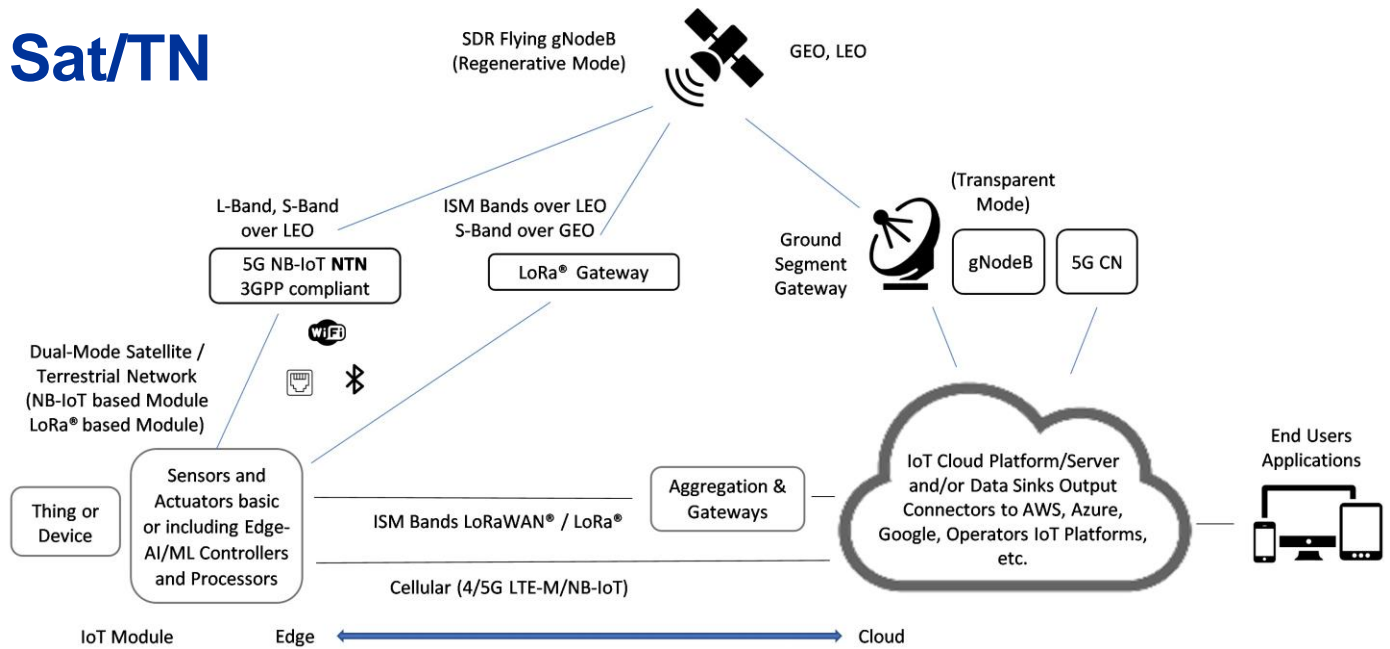 Sat/TN
SDR Flying gNodeB
(Regenerative Mode)
GEO, LEO
L-Band, S-Band
over LEO
5G NB-IoT NTN
3GPP compliant
ISM Bands over LEO
S-Band over GEO
LoRa® Gateway
(Transparent
Mode)
Ground
Segment
Gateway
gNodeB
5G CN
WiFi
Dual-Mode Satellite /
Terrestrial Network
(NB-IoT based Module
LoRa® based Module)
Thing or
Device
Sensors and
Actuators basic
or including Edge-
AI/ML Controllers
and Processors
ISM Bands LoRaWAN® / LoRa®
Aggregation &
Gateways
Cellular (4/5G LTE-M/NB-IoT)
IoT Cloud Platform/Server
and/or Data Sinks Output
Connectors to AWS, Azure,
Google, Operators IoT Platforms,
etc.
End Users
Applications
IoT Module
Edge
Cloud